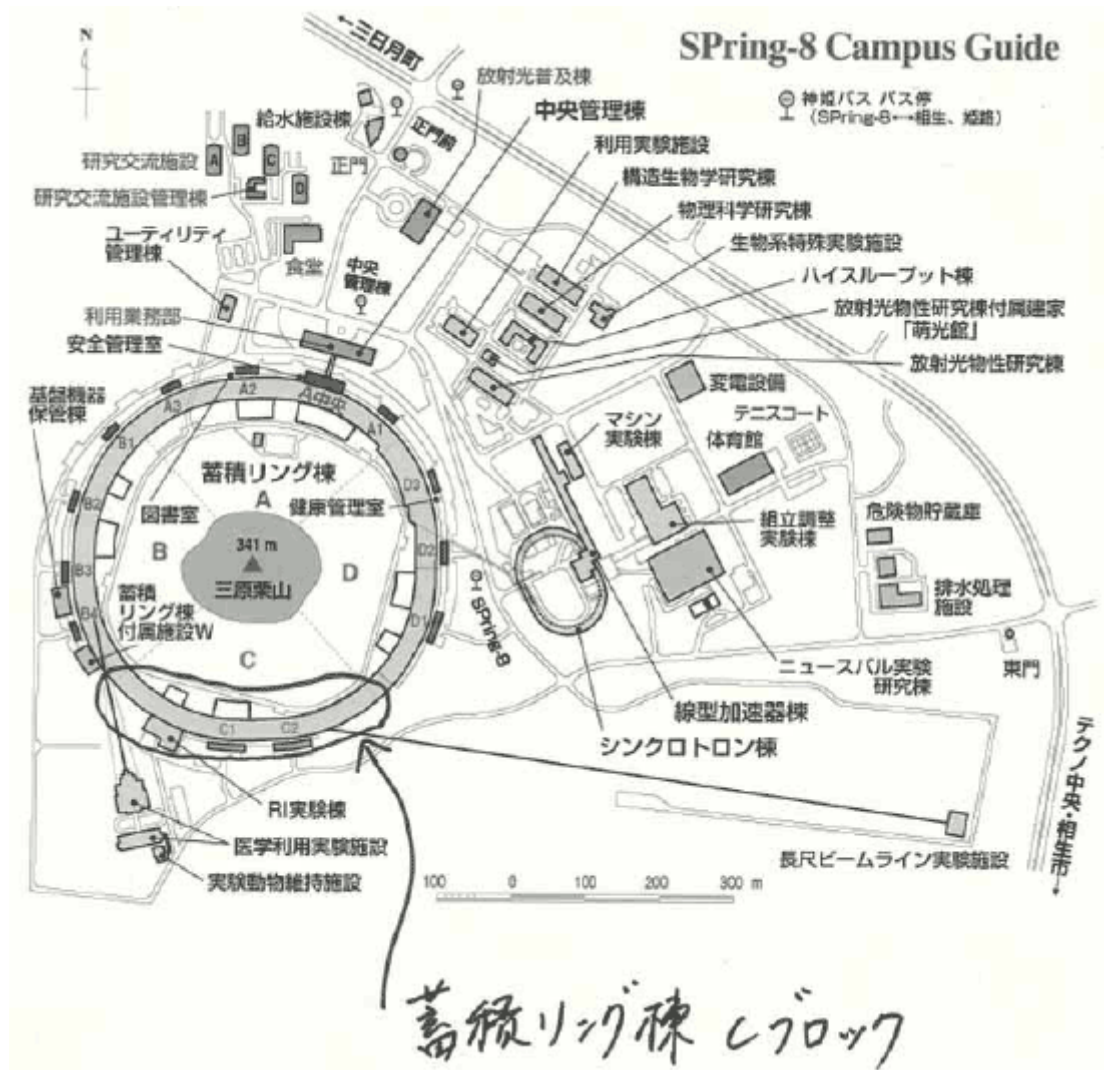 N
←三日月町
SPring-8 Campus Guide
神姫バス バス停
(SPring-8↔相生、姫路)
放射光普及棟
中央管理棟
給水施設棟
正門前
正門
利用実験施設
構造生物学研究棟
物理科学研究棟
生物系特殊実験施設
ハイスループット棟
放射光物性研究棟付属建家
「萌光館」
放射光物性研究棟
研究交流施設
A
B
C
D
研究交流施設管理棟
ユーティリティ
管理棟
食堂
中央
管理棟
利用業務部
安全管理室
基盤機器
保管棟
変電設備
テニスコート
体育館
マシン
実験棟
組立調整
実験棟
危険物貯蔵庫
排水処理
施設
A3
A2
A中央
A1
B1
B2
B3
B4
D3
D2
D1
C1
C2
蓄積リング棟
A
B
C
D
図書室
健康管理室
341 m
三原栗山
蓄積
リング棟
付属施設W
SPring-8
ニュースバル実験
研究棟
東門
線型加速器棟
シンクロトロン棟
RI実験棟
医学利用実験施設
実験動物維持施設
長尺ビームライン実験施設
テクノ中央・相生市
100 0 100 200 300 m
蓄積リング棟 Cブロック